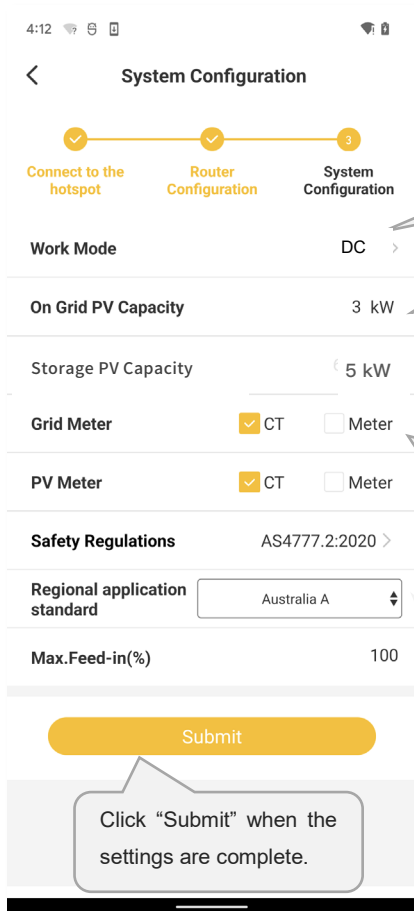 4:12
System Configuration
3
Connect to the hotspot
Router Configuration
System Configuration
Work Mode DC >
On Grid PV Capacity 3 kW
Storage PV Capacity 5 kW
Grid Meter CT Meter
PV Meter CT Meter
Safety Regulations AS4777.2:2020 >
Regional application
standard
Australia A
Max.Feed-in(%) 100
Submit
Click “Submit” when the
settings are complete.